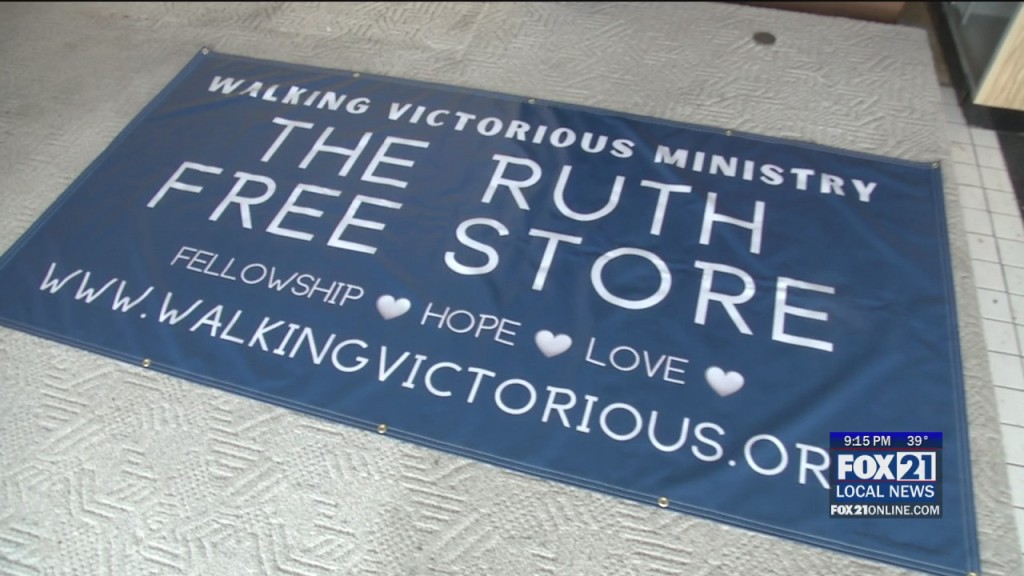 WALKING VICTORIOUS MINISTRY
THE RUTH
FREE STORE
FELLOWSHIP 🤍 HOPE 🤍 LOVE 🤍
WWW.WALKINGVICTORIOUS.OR
9:15 PM 39°
FOX21
LOCAL NEWS
FOX21ONLINE.COM